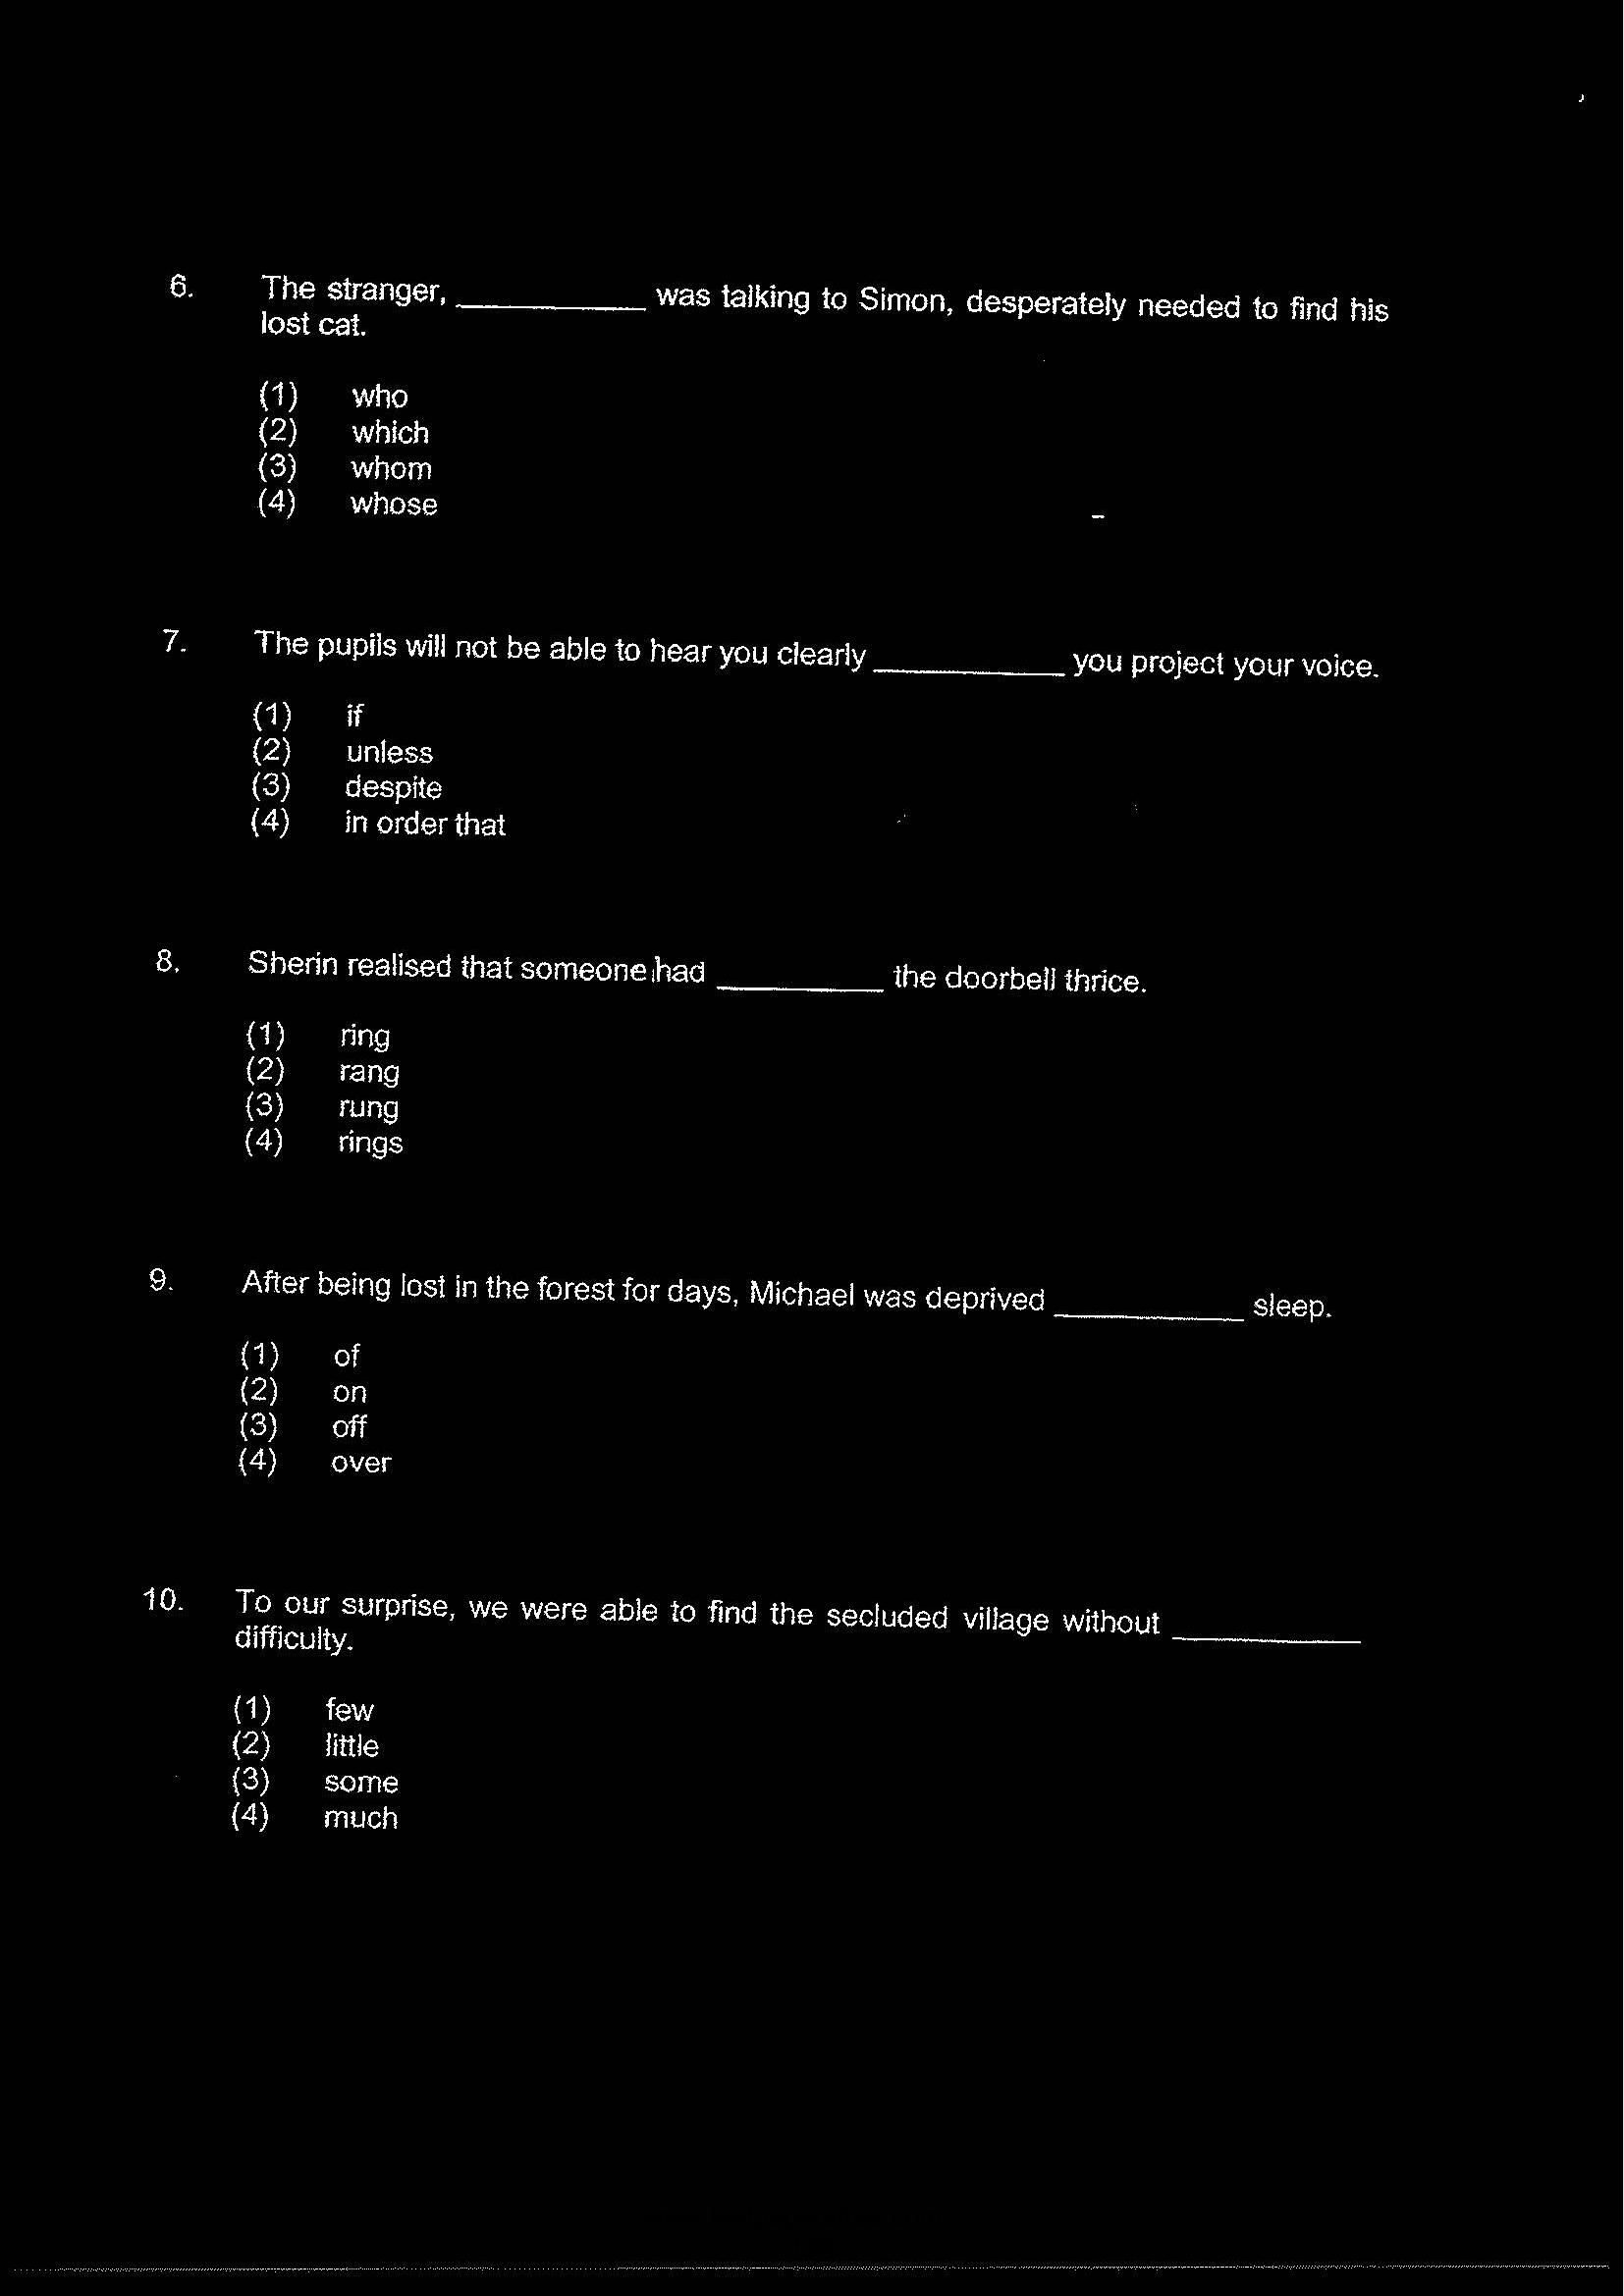 6. The stranger, ____________ was talking to Simon, desperately needed to find his
lost cat.
(1) who
(2) which
(3) whom
(4) whose
7. The pupils will not be able to hear you clearly ____________ you project your voice.
(1) if
(2) unless
(3) despite
(4) in order that
8. Sherin realised that someone had ___________ the doorbell thrice.
(1) ring
(2) rang
(3) rung
(4) rings
9. After being lost in the forest for days, Michael was deprived ____________ sleep.
(1) of
(2) on
(3) off
(4) over
10. To our surprise, we were able to find the secluded village without ____________
difficulty.
(1) few
(2) little
(3) some
(4) much